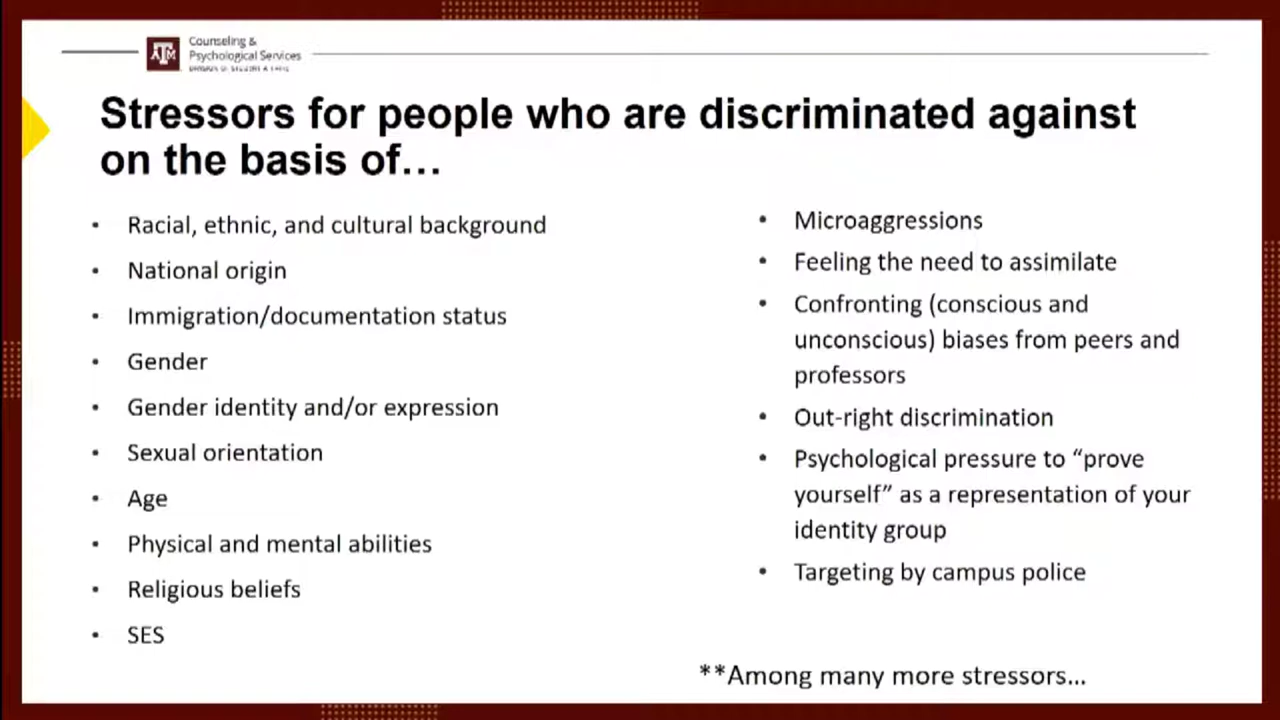 Counseling &
Psychological Services
Stressors for people who are discriminated against
on the basis of…
• Racial, ethnic, and cultural background
• National origin
• Immigration/documentation status
• Gender
• Gender identity and/or expression
• Sexual orientation
• Age
• Physical and mental abilities
• Religious beliefs
• SES
• Microaggressions
• Feeling the need to assimilate
• Confronting (conscious and
unconscious) biases from peers and
professors
• Out-right discrimination
• Psychological pressure to “prove
yourself” as a representation of your
identity group
• Targeting by campus police
**Among many more stressors…